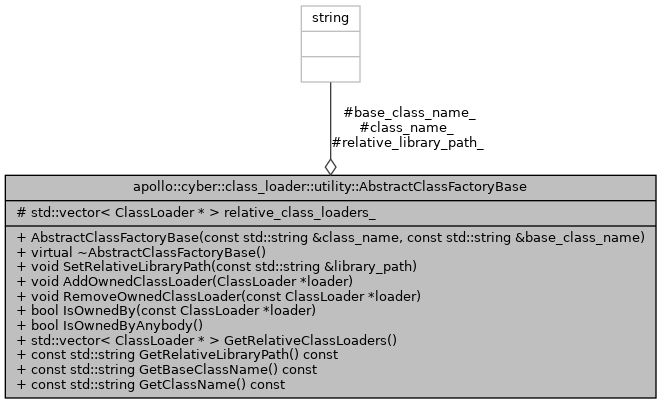 string
#base_class_name_
#class_name_
#relative_library_path_
apollo::cyber::class_loader::utility::AbstractClassFactoryBase
# std::vector< ClassLoader * > relative_class_loaders_
+ AbstractClassFactoryBase(const std::string &class_name, const std::string &base_class_name)
+ virtual ~AbstractClassFactoryBase()
+ void SetRelativeLibraryPath(const std::string &library_path)
+ void AddOwnedClassLoader(ClassLoader *loader)
+ void RemoveOwnedClassLoader(const ClassLoader *loader)
+ bool IsOwnedBy(const ClassLoader *loader)
+ bool IsOwnedByAnybody()
+ std::vector< ClassLoader * > GetRelativeClassLoaders()
+ const std::string GetRelativeLibraryPath() const
+ const std::string GetBaseClassName() const
+ const std::string GetClassName() const